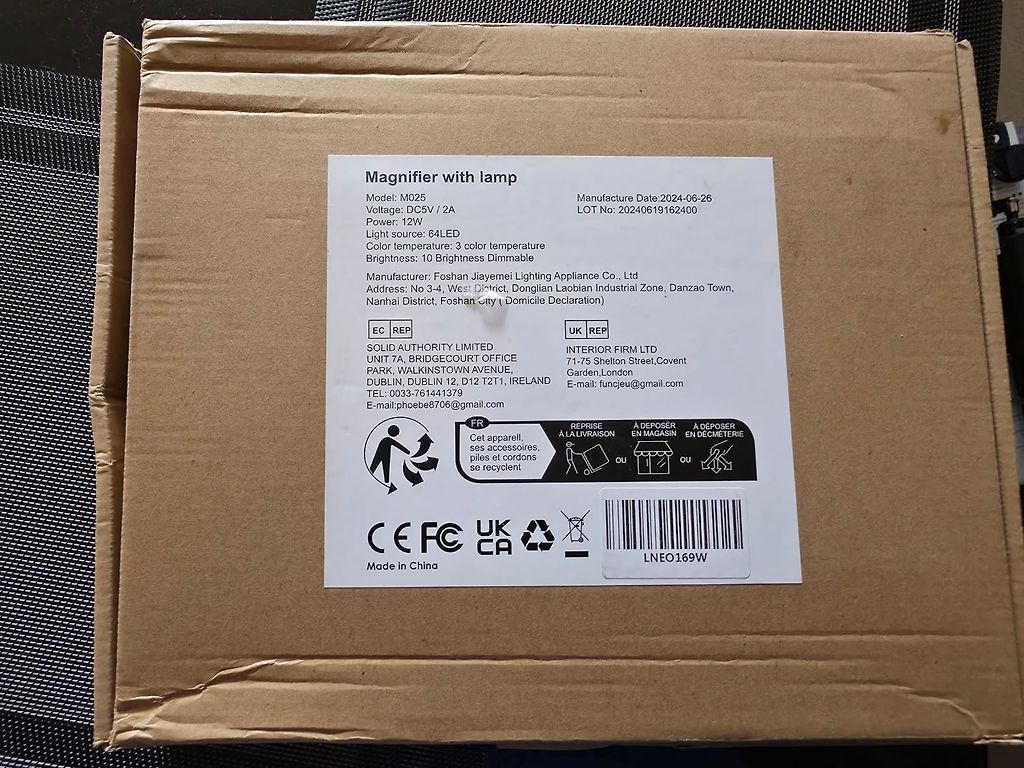 Magnifier with lamp
Model: M025
Voltage: DC5V / 2A
Power: 12W
Light source: 64LED
Color temperature: 3 color temperature
Brightness: 10 Brightness Dimmable
Manufacture Date:2024-06-26
LOT No: 20240619162400
Manufacturer: Foshan Jiayemei Lighting Appliance Co., Ltd
Address: No 3-4, West District, Donglian Laobian Industrial Zone, Danzao Town,
Nanhai District, Foshan City ( Domicile Declaration)
EC REP
SOLID AUTHORITY LIMITED
UNIT 7A, BRIDGECOURT OFFICE
PARK, WALKINSTOWN AVENUE,
DUBLIN, DUBLIN 12, D12 T2T1, IRELAND
TEL: 0033-761441379
E-mail:phoebe8706@gmail.com
UK REP
INTERIOR FIRM LTD
71-75 Shelton Street,Covent
Garden,London
E-mail: funcjeu@gmail.com
FR
Cet appareil,
ses accessoires,
piles et cordons
se recyclent
REPRISE
À LA LIVRAISON
OU
À DEPOSÉR
EN MAGASIN
OU
À DÉPOSER
EN DÉCMÉTERIE
CE FC UK
CA
LNEO169W
Made in China